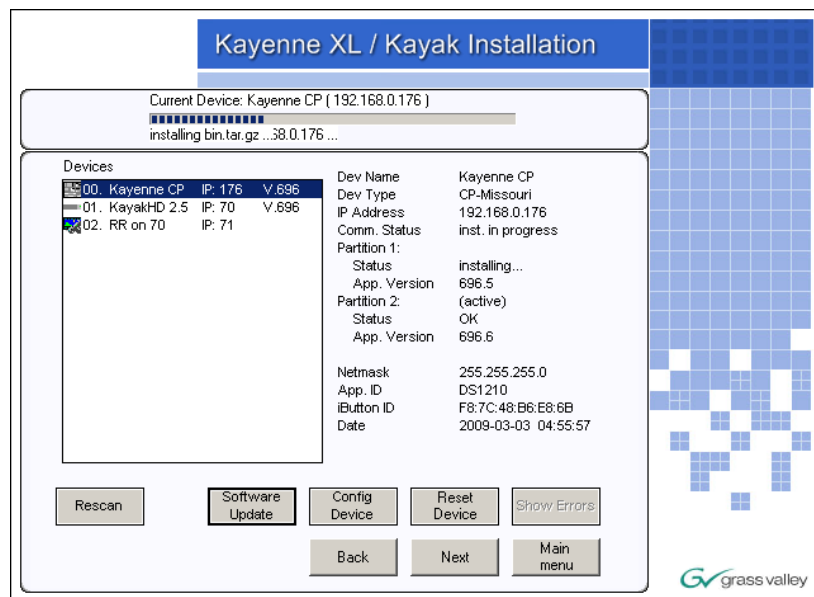 Kayenne XL / Kayak Installation
Current Device: Kayenne CP ( 192.168.0.176 )
installing bin.tar.gz ...58.0.176 ...
Devices
00. Kayenne CP IP: 176 V.696
01. KayakHD 2.5 IP: 70 V.696
02. RR on 70 IP: 71
Dev Name Kayenne CP
Dev Type CP-Missouri
IP Address 192.168.0.176
Comm. Status inst. in progress
Partition 1:
Status installing...
App. Version 696.5
Partition 2: (active)
Status OK
App. Version 696.6
Netmask 255.255.255.0
App. ID DS1210
iButton ID F8:7C:48:B6:E8:6B
Date 2009-03-03 04:55:57
Rescan
Software
Update
Config
Device
Reset
Device
Show Errors
Back
Next
Main
menu
grass valley